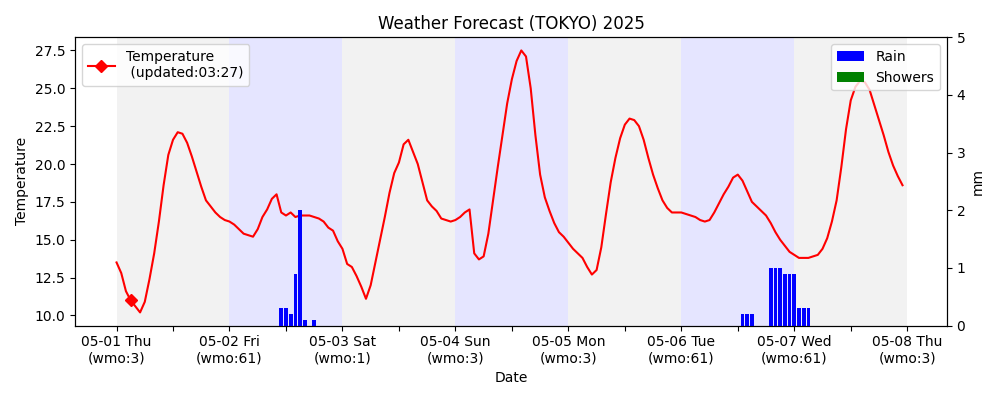 Weather Forecast (TOKYO) 2025
Temperature
(updated:03:27)
Rain
Showers
Temperature
27.5
25.0
22.5
20.0
17.5
15.0
12.5
10.0
5
4
3
2
1
0
mm
05-01 Thu
(wmo:3)
05-02 Fri
(wmo:61)
05-03 Sat
(wmo:1)
05-04 Sun
(wmo:3)
05-05 Mon
(wmo:3)
05-06 Tue
(wmo:61)
05-07 Wed
(wmo:61)
05-08 Thu
(wmo:3)
Date